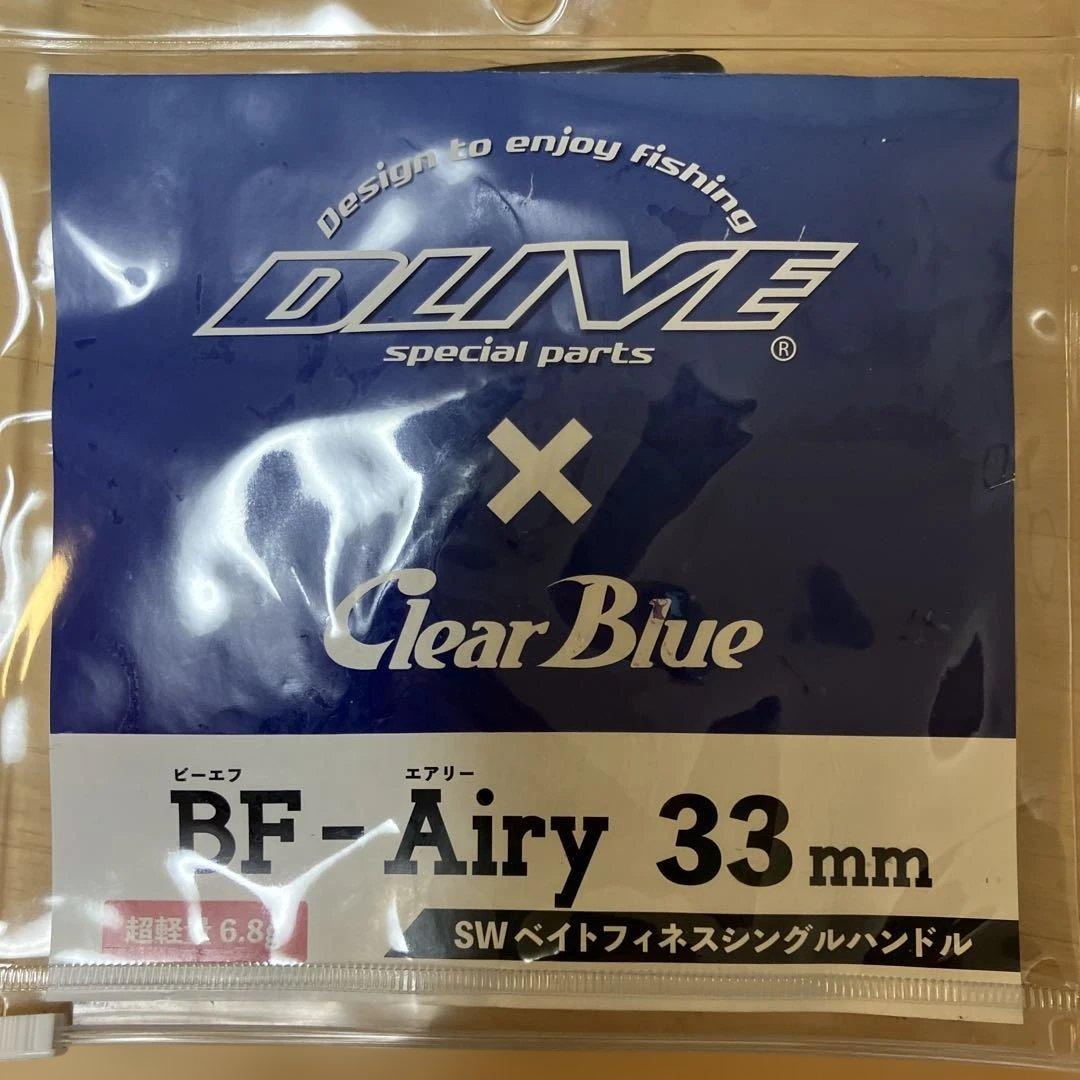 Design to enjoy fishing
DLIVE
special parts ®
×
Clear Blue
ビーエフ エアリー
BF-Airy 33mm
超軽量6.8g
SWベイトフィネスシングルハンドル